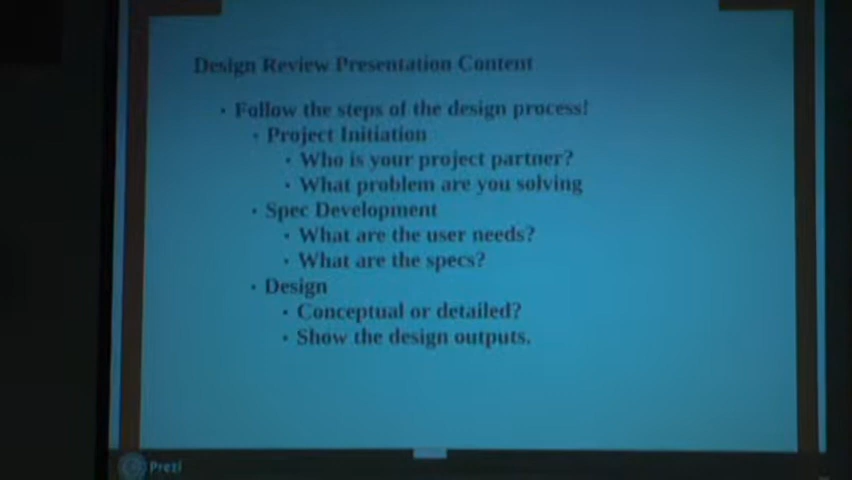 Design Review Presentation Content
• Follow the steps of the design process!
• Project Initiation
• Who is your project partner?
• What problem are you solving
• Spec Development
• What are the user needs?
• What are the specs?
• Design
• Conceptual or detailed?
• Show the design outputs.
Prezi